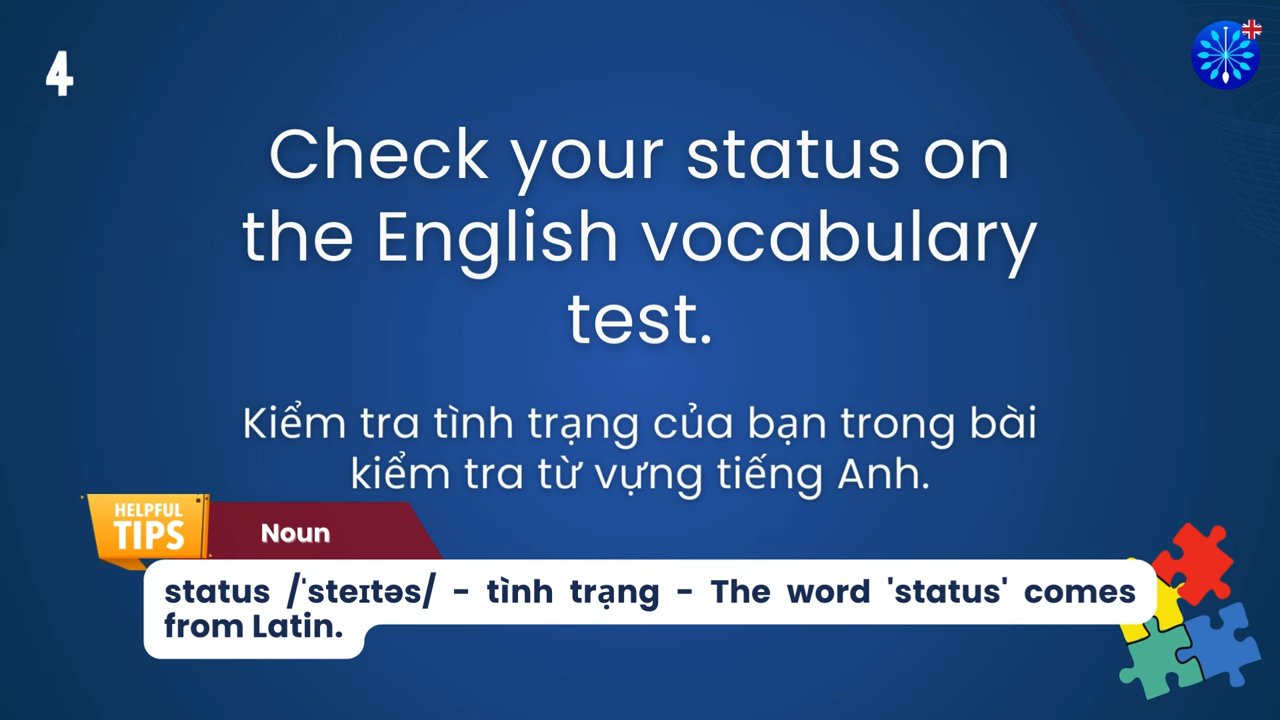 4
Check your status on
the English vocabulary
test.
Kiểm tra tình trạng của bạn trong bài
kiểm tra từ vựng tiếng Anh.
HELPFUL
TIPS
Noun
status /ˈsteɪtəs/ - tình trạng - The word 'status' comes
from Latin.